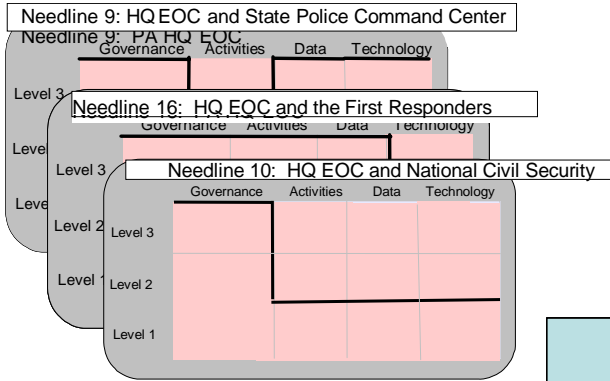 Needline 9: HQ EOC and State Police Command Center
Needline 9: PA HQ EOC
Governance Activities Data Technology
Level 3
Level
Leve
Needline 16: HQ EOC and the First Responders
Governance Activities Data Technology
Level 3
Level 2
Level 1
Needline 10: HQ EOC and National Civil Security
Governance Activities Data Technology
Level 3
Level 2
Level 1